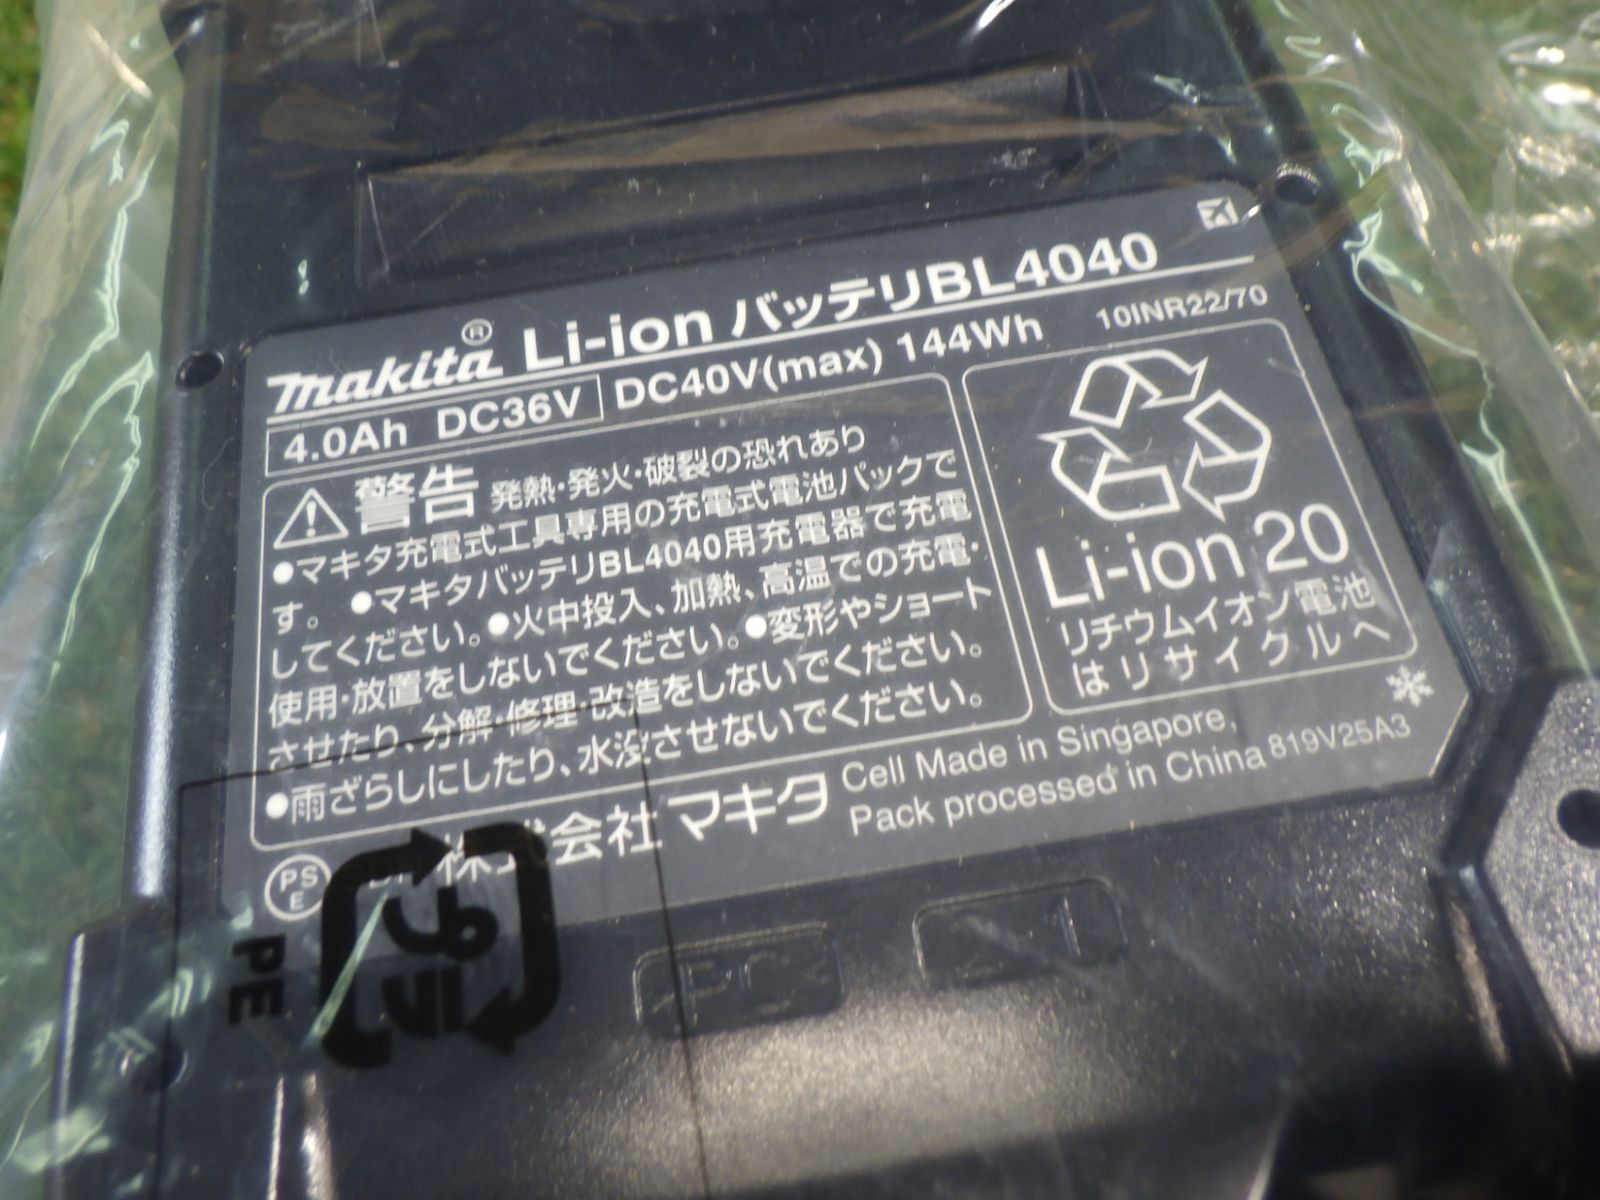 makita® Li-ion バッテリBL4040
4.0Ah DC36V DC40V(max) 144Wh 10INR22/70
警告 発熱・発火・破裂の恐れあり
●マキタ充電式工具専用の充電式電池パックで
す。 ●マキタバッテリBL4040用充電器で充電
してください。●火中投入、加熱、高温での充電・
使用・放置をしないでください。●変形やショート
させたり、分解・修理・改造をしないでください。
●雨ざらしにしたり、水没させないでください。
Li-ion 20
リチウムイオン電池
はリサイクルへ
PS
E
株式会社 マキタ
Cell Made in Singapore,
Pack processed in China 819V25A3
プラ
PE
>PC<